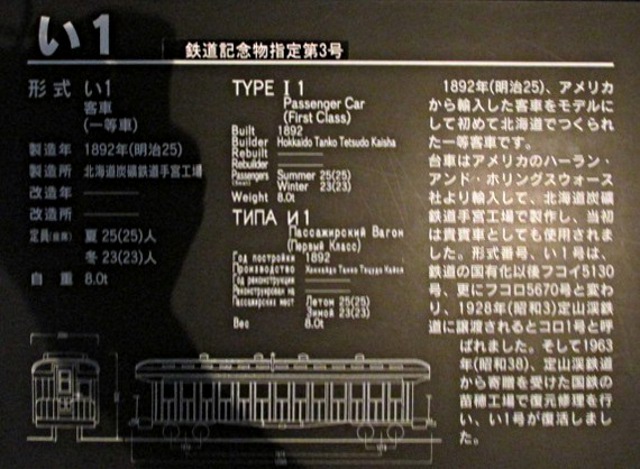 い1
鉄道記念物指定第3号
形式 い1
客車
(一等車)
製造年 1892年(明治25)
製造所 北海道炭礦鉄道手宮工場
改造年
改造所
定員(座席) 夏 25(25)人
冬 23(23)人
自重 8.0t
TYPE I 1
Passenger Car
(First Class)
Built 1892
Builder Hokkaido Tanko Tetsudo Kaisha
Rebuilt
Rebuilder
Passengers (Seats) Summer 25(25)
Winter 23(23)
Weight 8.0t
ТИПА И 1
Пассажирский Вагон
(Первый Класс)
Год постройки 1892
Производство Хоккайдо Танко Тецудо Кайся
Год реконструкции
Реконструирован на
Пассажирских мест Летом 25(25)
Зимой 23(23)
Вес 8.0t
1892年(明治25)、アメリカ
から輸入した客車をモデルに
して初めて北海道でつくられ
た一等客車です。
台車はアメリカのハーラン・
アンド・ホリングスウォース
社より輸入して、北海道炭礦
鉄道手宮工場で製作し、当初
は貴賓車としても使用されま
した。形式番号、い1号は、
鉄道の国有化以後フコイ5130
号、更にフコロ5670号と変わ
り、1928年(昭和3)定山渓鉄
道に譲渡されるとコロ1号と呼
ばれました。そして1963
年(昭和38)、定山渓鉄道
から寄贈を受けた国鉄の
苗穂工場で復元修理を行
い、い1号が復活しまし
た。